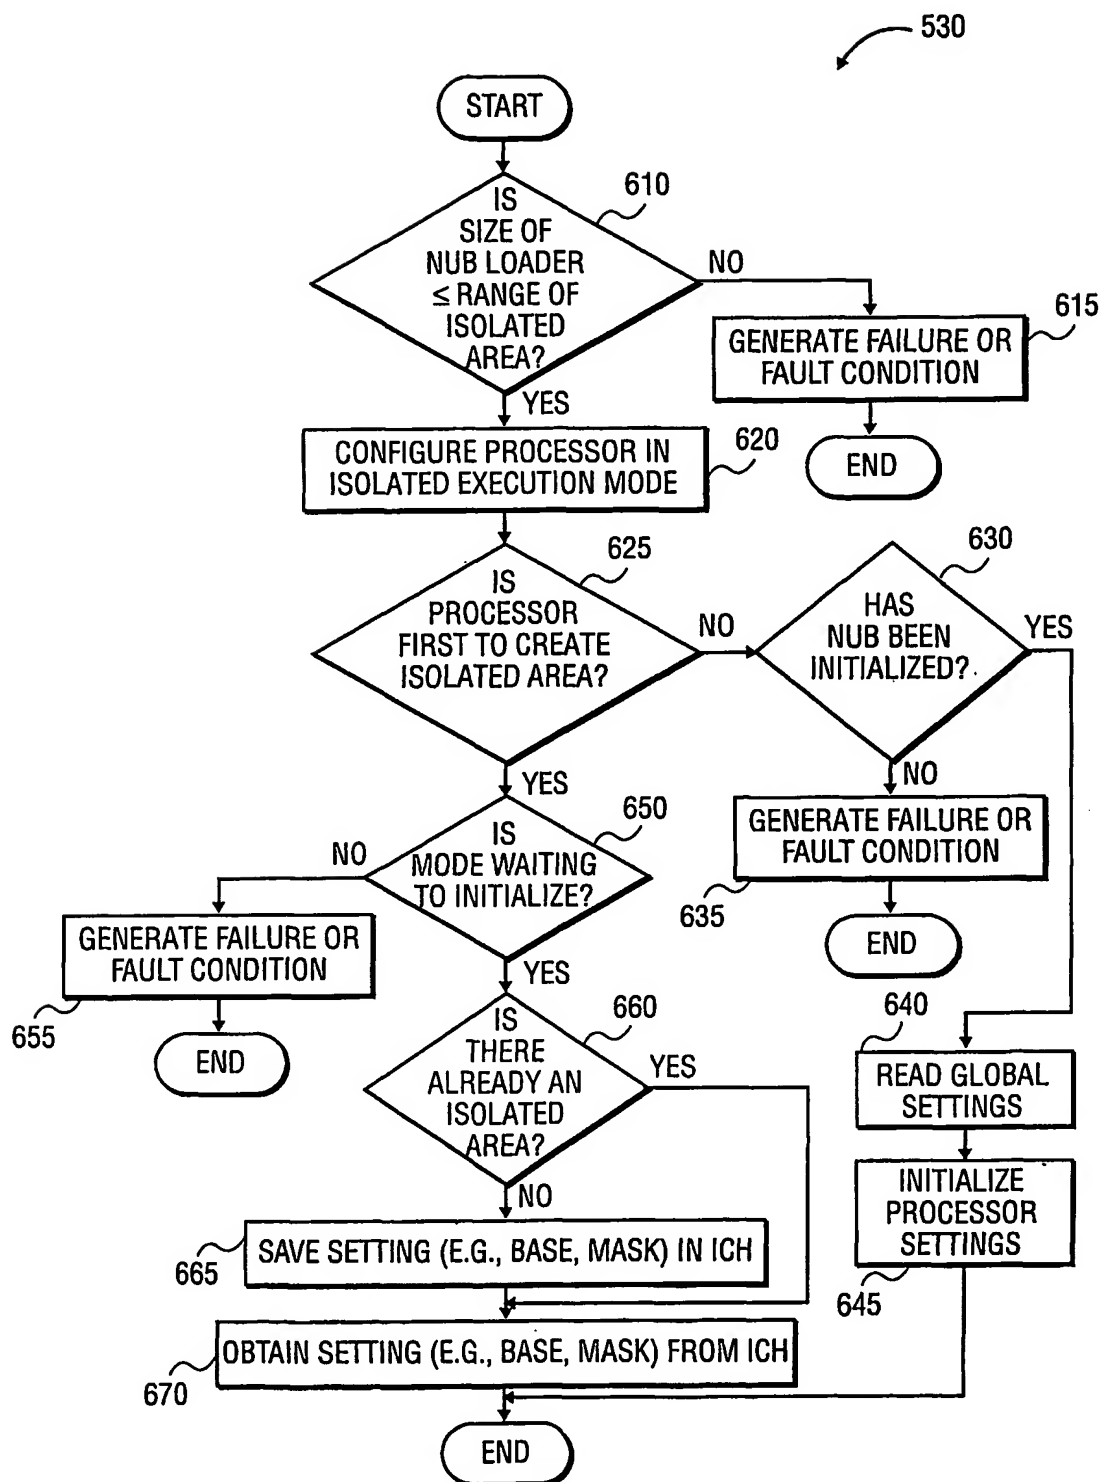 530
START
610
IS
SIZE OF
NUB LOADER
≤ RANGE OF
ISOLATED
AREA?
NO
615
GENERATE FAILURE OR
FAULT CONDITION
END
YES
CONFIGURE PROCESSOR IN
ISOLATED EXECUTION MODE
620
625
IS
PROCESSOR
FIRST TO CREATE
ISOLATED AREA?
NO
630
HAS
NUB BEEN
INITIALIZED?
YES
NO
GENERATE FAILURE OR
FAULT CONDITION
635
END
YES
650
IS
MODE WAITING
TO INITIALIZE?
NO
GENERATE FAILURE OR
FAULT CONDITION
655
END
YES
660
IS
THERE
ALREADY AN
ISOLATED
AREA?
YES
640
READ GLOBAL
SETTINGS
INITIALIZE
PROCESSOR
SETTINGS
645
NO
SAVE SETTING (E.G., BASE, MASK) IN ICH
665
OBTAIN SETTING (E.G., BASE, MASK) FROM ICH
670
END